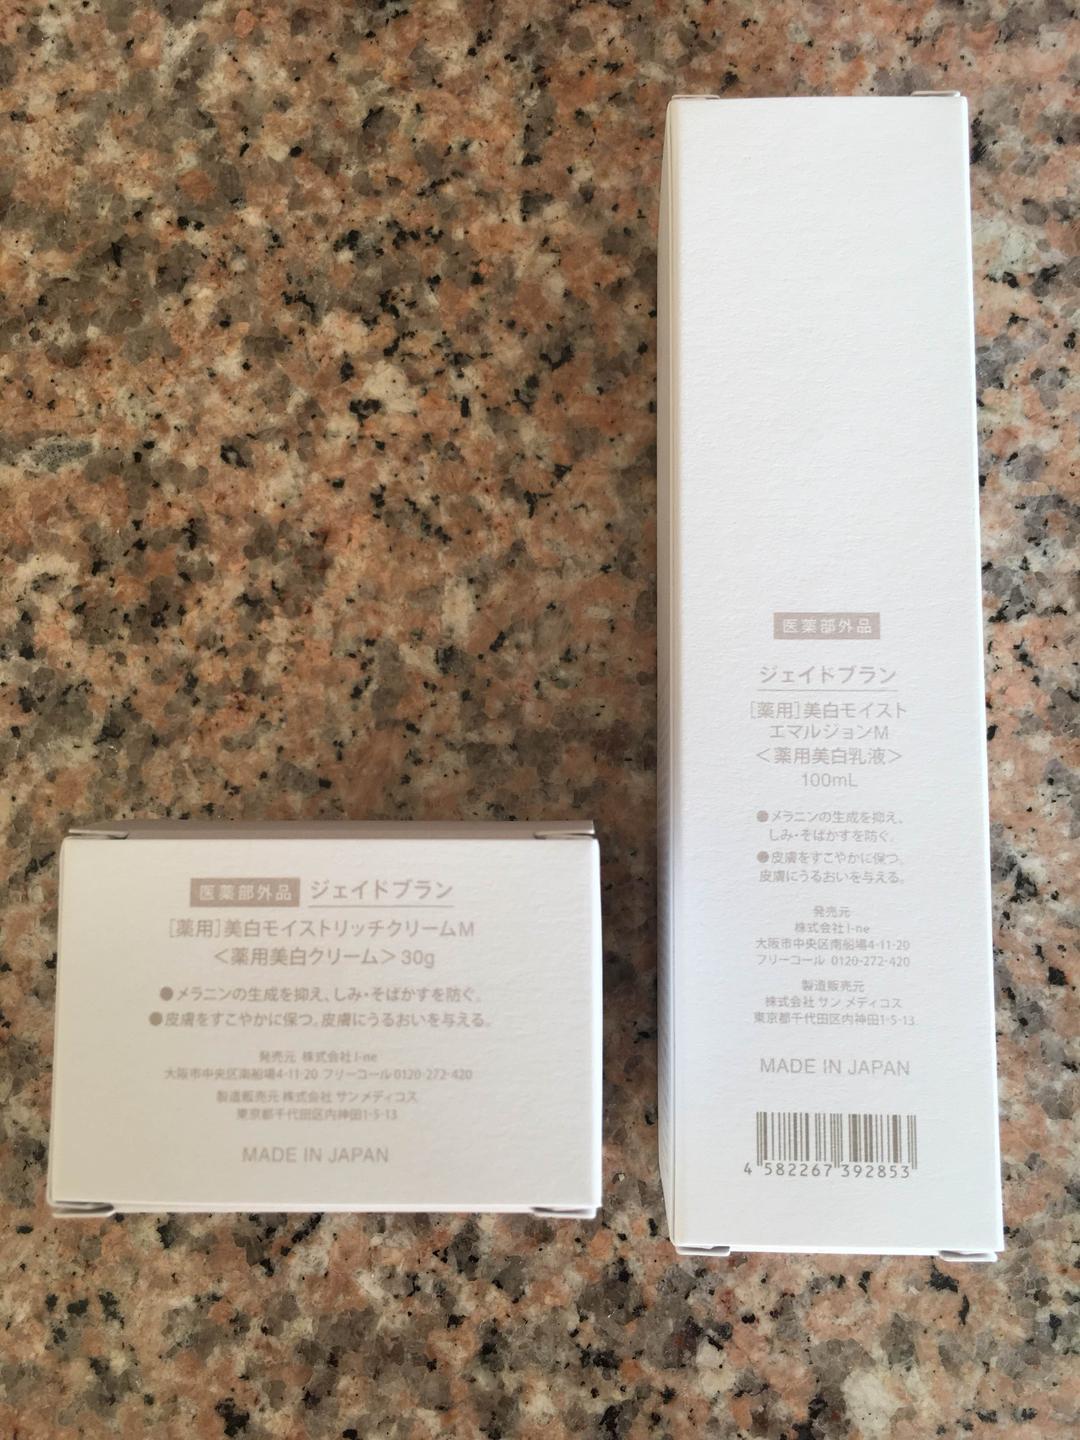 医薬部外品 ジェイドブラン
［薬用］美白モイストリッチクリームM
＜薬用美白クリーム＞30g
●メラニンの生成を抑え、しみ・そばかすを防ぐ。
●皮膚をすこやかに保つ。皮膚にうるおいを与える。
発売元 株式会社 I-ne
大阪市中央区南船場4-11-20 フリーコール0120-272-420
製造販売元 株式会社 サンメディコス
東京都千代田区内神田1-5-13
MADE IN JAPAN
医薬部外品
ジェイドブラン
［薬用］美白モイスト
エマルジョンM
＜薬用美白乳液＞
100mL
●メラニンの生成を抑え、
しみ・そばかすを防ぐ。
●皮膚をすこやかに保つ。
皮膚にうるおいを与える。
発売元
株式会社 I-ne
大阪市中央区南船場4-11-20
フリーコール 0120-272-420
製造販売元
株式会社 サン メディコス
東京都千代田区内神田1-5-13
MADE IN JAPAN
4 582267 392853